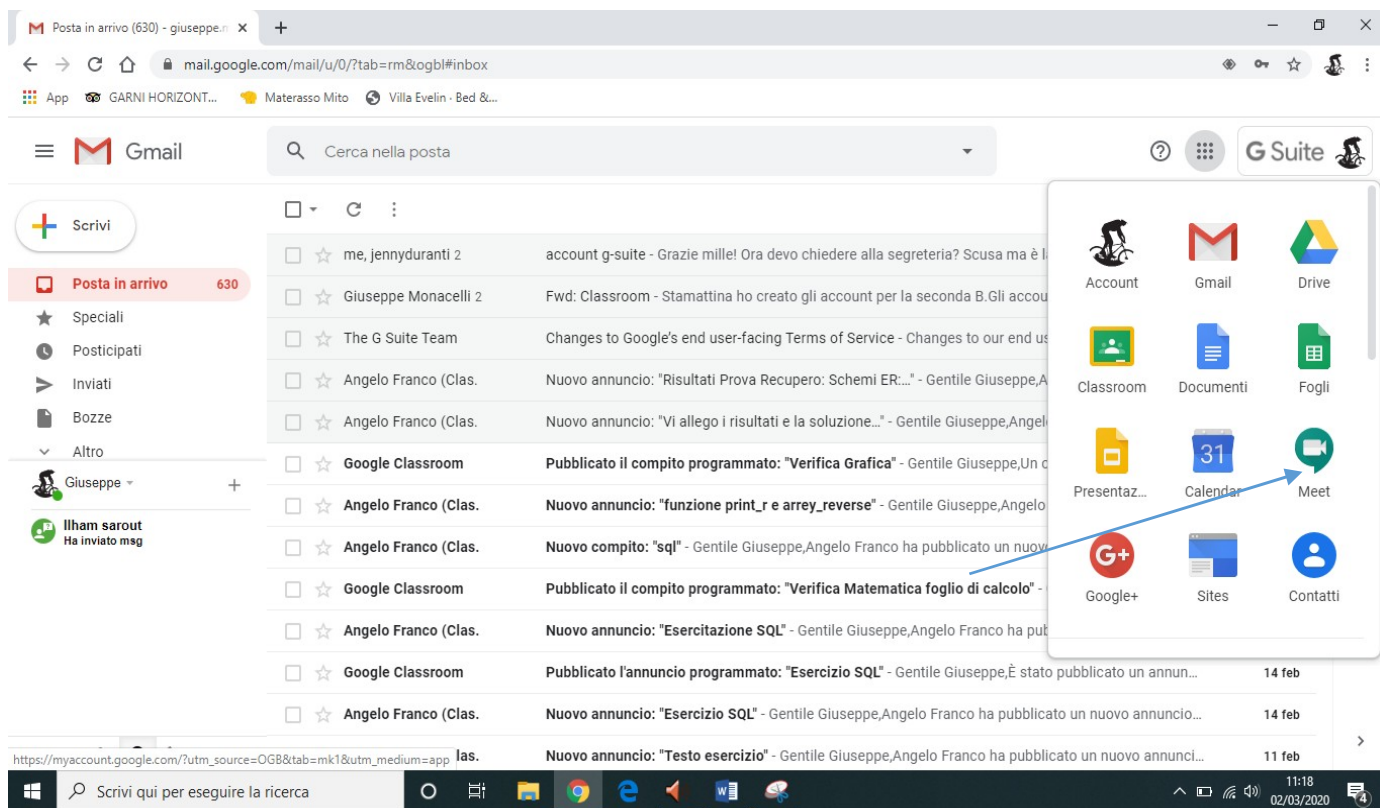 Posta in arrivo (630) - giuseppe.n
mail.google.com/mail/u/0/?tab=rm&ogbl#inbox
App GARNI HORIZONT... Materasso Mito Villa Evelin - Bed &...
Gmail Cerca nella posta G Suite
Scrivi
me, jennyduranti 2 account g-suite - Grazie mille! Ora devo chiedere alla segreteria? Scusa ma è
Posta in arrivo 630 Giuseppe Monacelli 2 Fwd: Classroom - Stamattina ho creato gli account per la seconda B.Gli accou
Speciali The G Suite Team Changes to Google's end user-facing Terms of Service - Changes to our end us
Posticipati
Inviati Angelo Franco (Clas. Nuovo annuncio: "Risultati Prova Recupero: Schemi ER:..." - Gentile Giuseppe,A
Bozze Angelo Franco (Clas. Nuovo annuncio: "Vi allego i risultati e la soluzione..." - Gentile Giuseppe,Angel
Altro Google Classroom Pubblicato il compito programmato: "Verifica Grafica" - Gentile Giuseppe,Un
Giuseppe Angelo Franco (Clas. Nuovo annuncio: "funzione print_r e arrey_reverse" - Gentile Giuseppe,Angelo
Ilham sarout
Ha inviato msg Angelo Franco (Clas. Nuovo compito: "sql" - Gentile Giuseppe,Angelo Franco ha pubblicato un nuov
Google Classroom Pubblicato il compito programmato: "Verifica Matematica foglio di calcolo" -
Angelo Franco (Clas. Nuovo annuncio: "Esercitazione SQL" - Gentile Giuseppe,Angelo Franco ha pub
Google Classroom Pubblicato l'annuncio programmato: "Esercizio SQL" - Gentile Giuseppe,È stato pubblicato un annun... 14 feb
Angelo Franco (Clas. Nuovo annuncio: "Esercizio SQL" - Gentile Giuseppe,Angelo Franco ha pubblicato un nuovo annuncio... 14 feb
las. Nuovo annuncio: "Testo esercizio" - Gentile Giuseppe,Angelo Franco ha pubblicato un nuovo annunci... 11 feb
Account Gmail Drive
Classroom Documenti Fogli
31
Presentaz... Calendar Meet
G+
Google+ Sites Contatti
https://myaccount.google.com/?utm_source=OGB&tab=mk1&utm_medium=app
Scrivi qui per eseguire la ricerca
11:18
02/03/2020
4